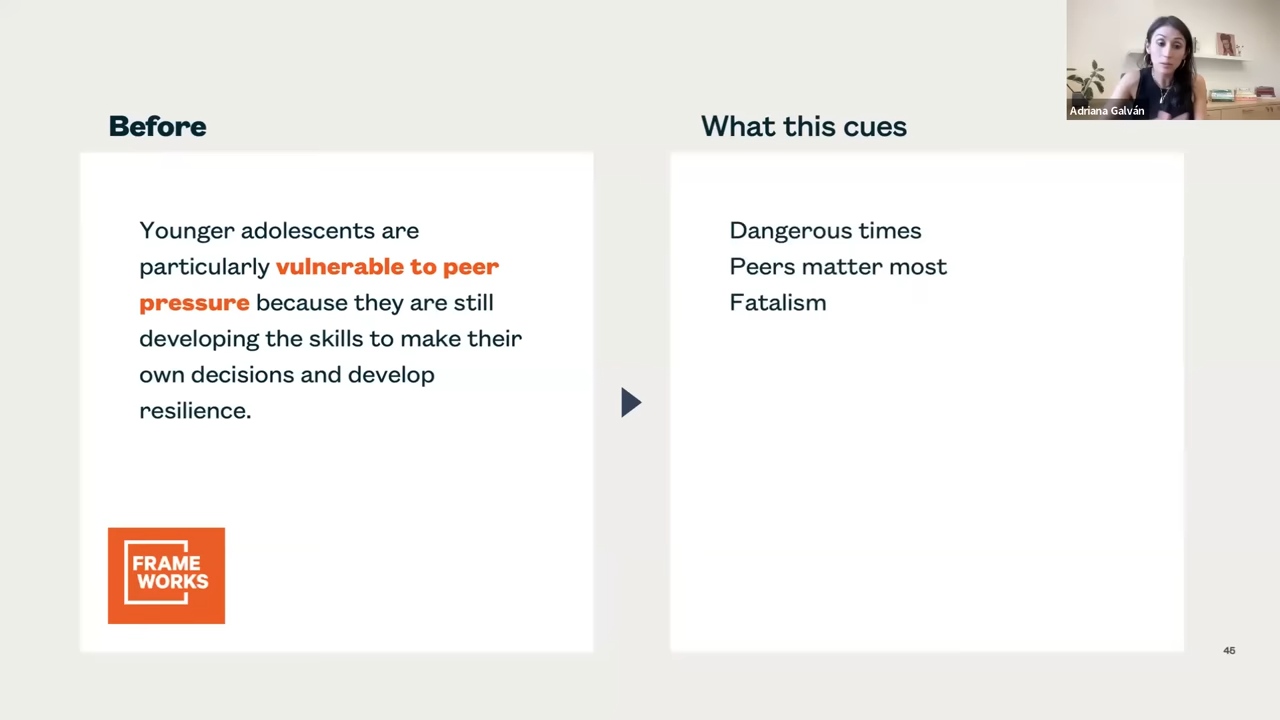 Adriana Galván
Before
Younger adolescents are
particularly vulnerable to peer
pressure because they are still
developing the skills to make their
own decisions and develop
resilience.
FRAME
WORKS
What this cues
Dangerous times
Peers matter most
Fatalism
46